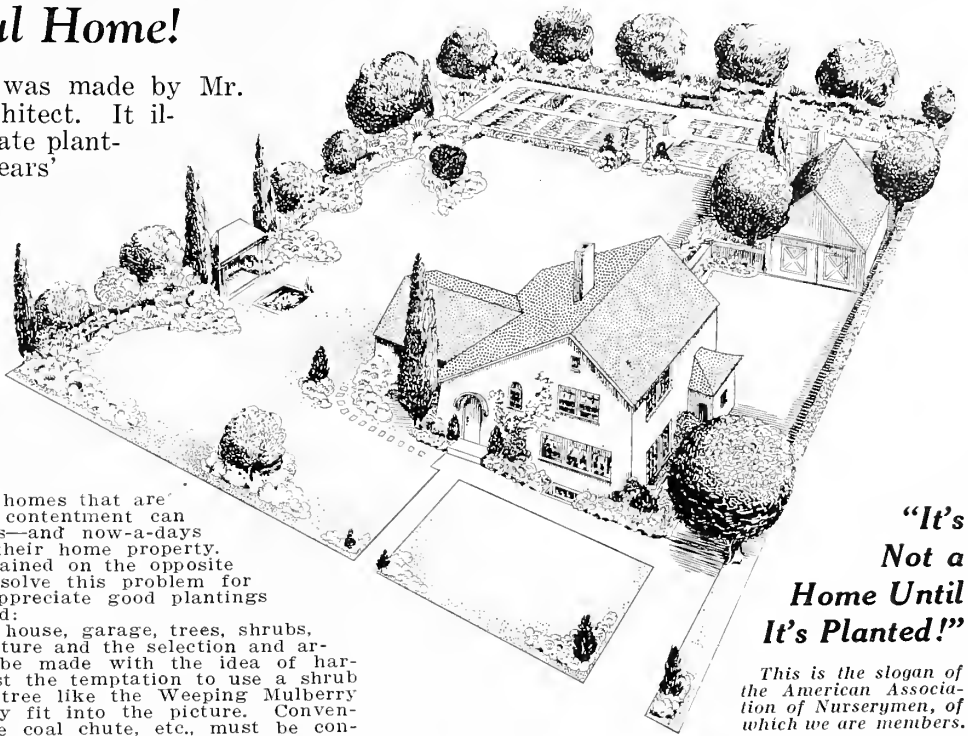 ul Home!
was made by Mr.
hitect. It il-
ate plant-
ears'
homes that are
contentment can
s—and now-a-days
their home property.
ained on the opposite
solve this problem for
ppreciate good plantings
d:
house, garage, trees, shrubs,
ture and the selection and ar-
be made with the idea of har-
st the temptation to use a shrub
tree like the Weeping Mulberry
y fit into the picture. Conven-
e coal chute, etc., must be con-
"It's
Not a
Home Until
It's Planted!"
This is the slogan of
the American Associa-
tion of Nurserymen, of
which we are members.